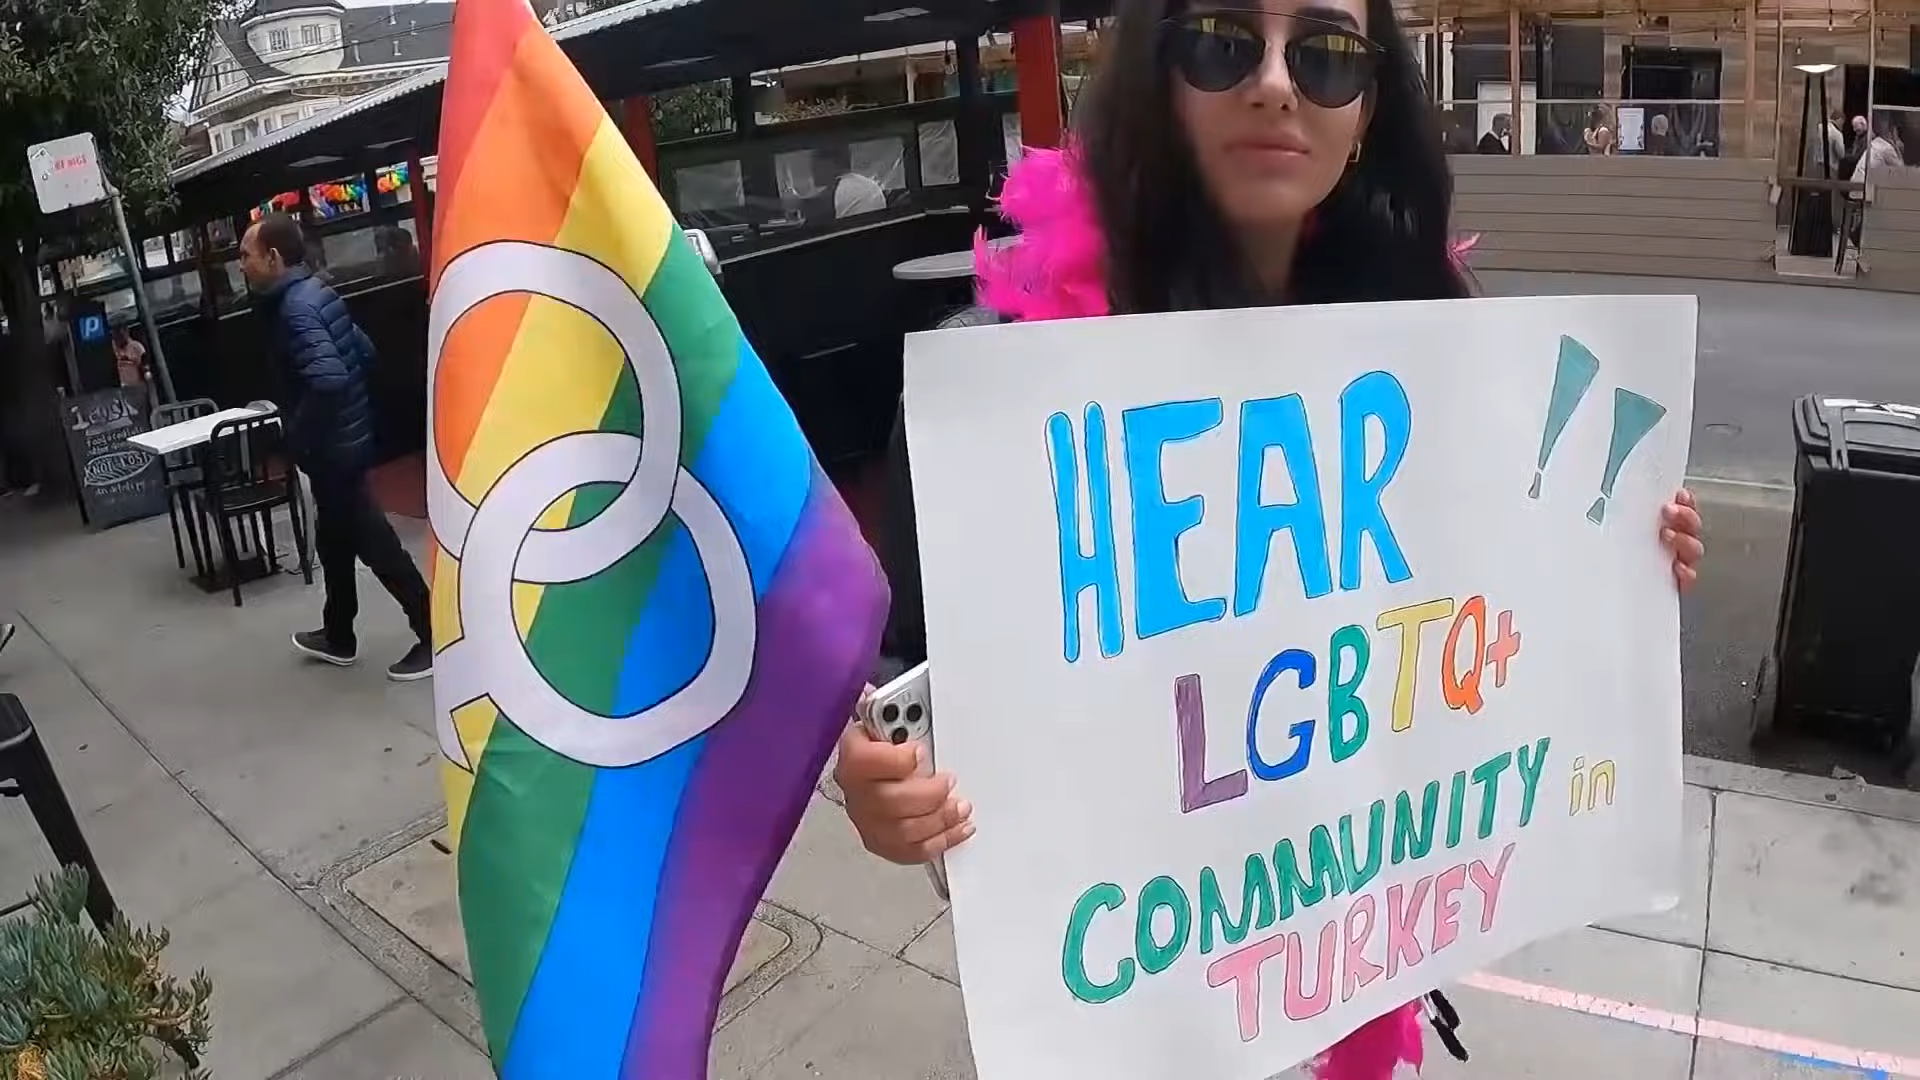 HEAR !!
LGBTQ+
COMMUNITY in
TURKEY
P